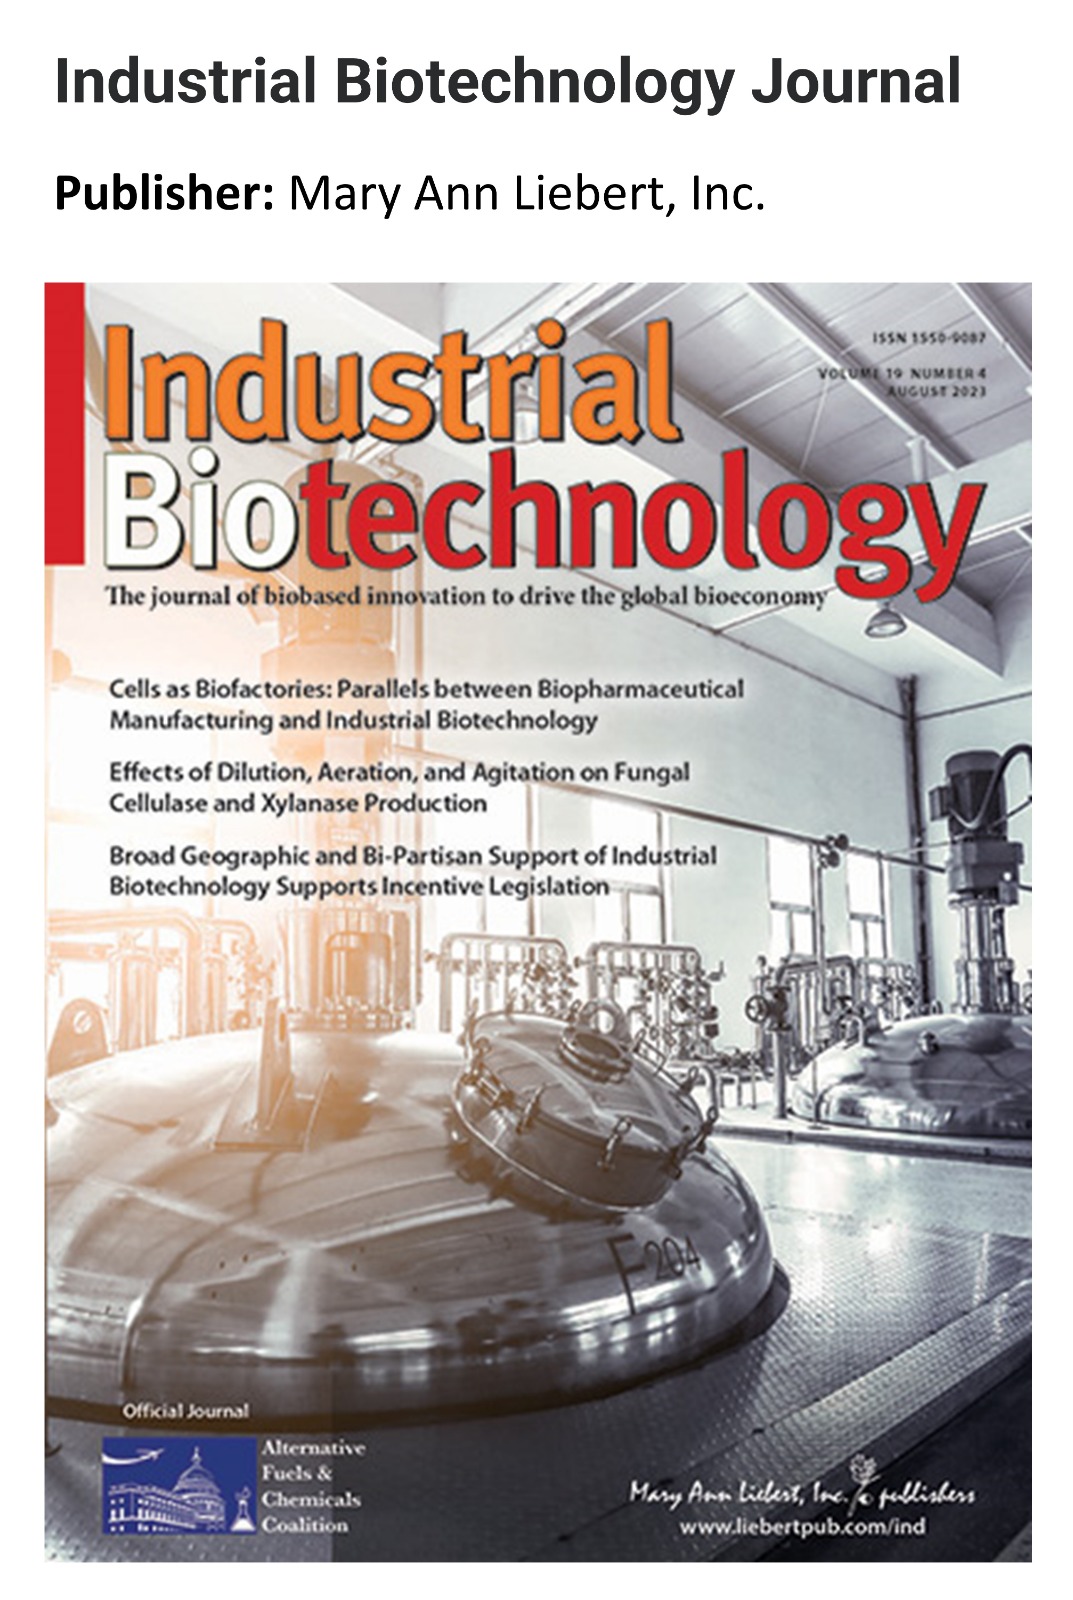 Industrial Biotechnology Journal
Publisher: Mary Ann Liebert, Inc.
Industrial
ISSN 1550-9087
VOLUME 19 NUMBER 4
AUGUST 2023
Biotechnology
The journal of biobased innovation to drive the global bioeconomy
Cells as Biofactories: Parallels between Biopharmaceutical
Manufacturing and Industrial Biotechnology
Effects of Dilution, Aeration, and Agitation on Fungal
Cellulase and Xylanase Production
Broad Geographic and Bi-Partisan Support of Industrial
Biotechnology Supports Incentive Legislation
F204
Official Journal
Alternative
Fuels &
Chemicals
Coalition
Mary Ann Liebert, Inc. publishers
www.liebertpub.com/ind